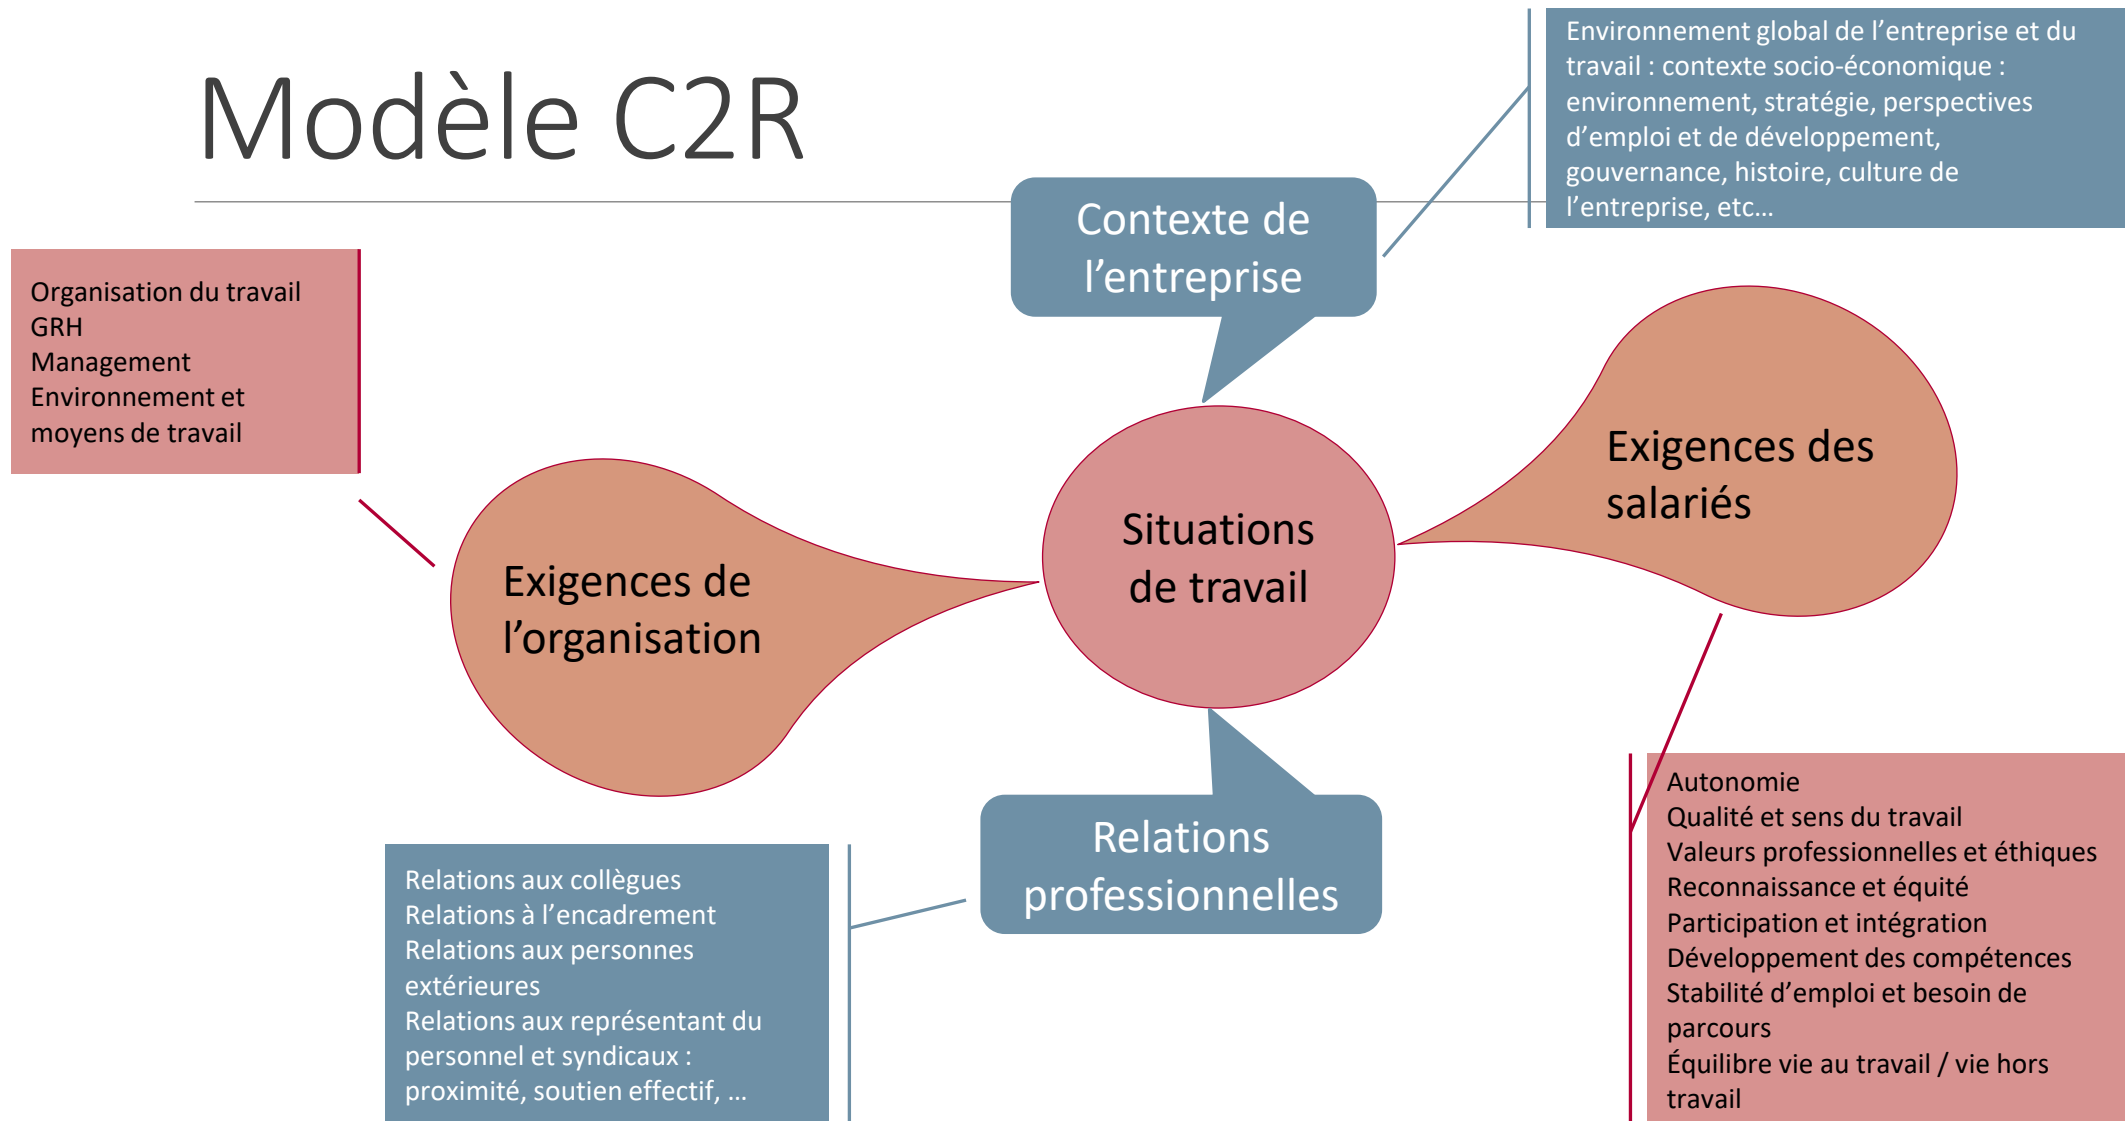 Modèle C2R
Environnement global de l’entreprise et du
travail : contexte socio-économique :
environnement, stratégie, perspectives
d’emploi et de développement,
gouvernance, histoire, culture de
l’entreprise, etc…
Contexte de
l’entreprise
Organisation du travail
GRH
Management
Environnement et
moyens de travail
Exigences des
salariés
Situations
de travail
Exigences de
l’organisation
Relations
professionnelles
Relations aux collègues
Relations à l’encadrement
Relations aux personnes
extérieures
Relations aux représentant du
personnel et syndicaux :
proximité, soutien effectif, …
Autonomie
Qualité et sens du travail
Valeurs professionnelles et éthiques
Reconnaissance et équité
Participation et intégration
Développement des compétences
Stabilité d’emploi et besoin de
parcours
Équilibre vie au travail / vie hors
travail